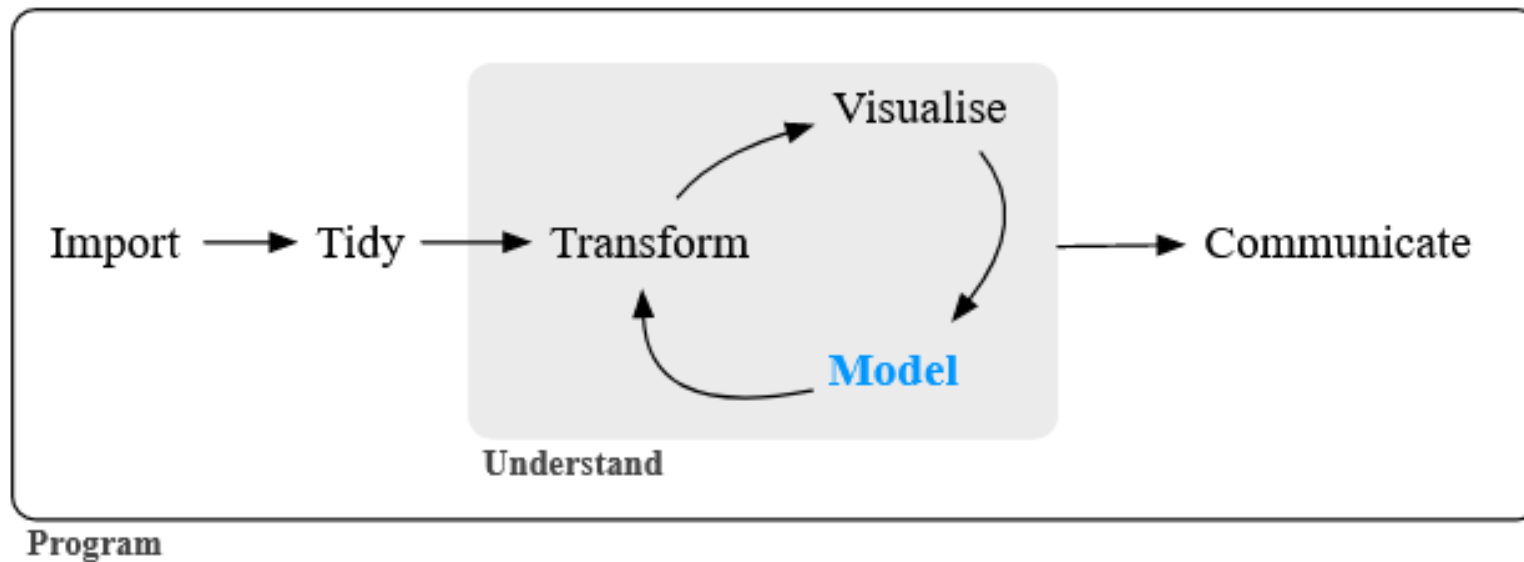 Visualise
Import Tidy Transform Communicate
Model
Understand
Program